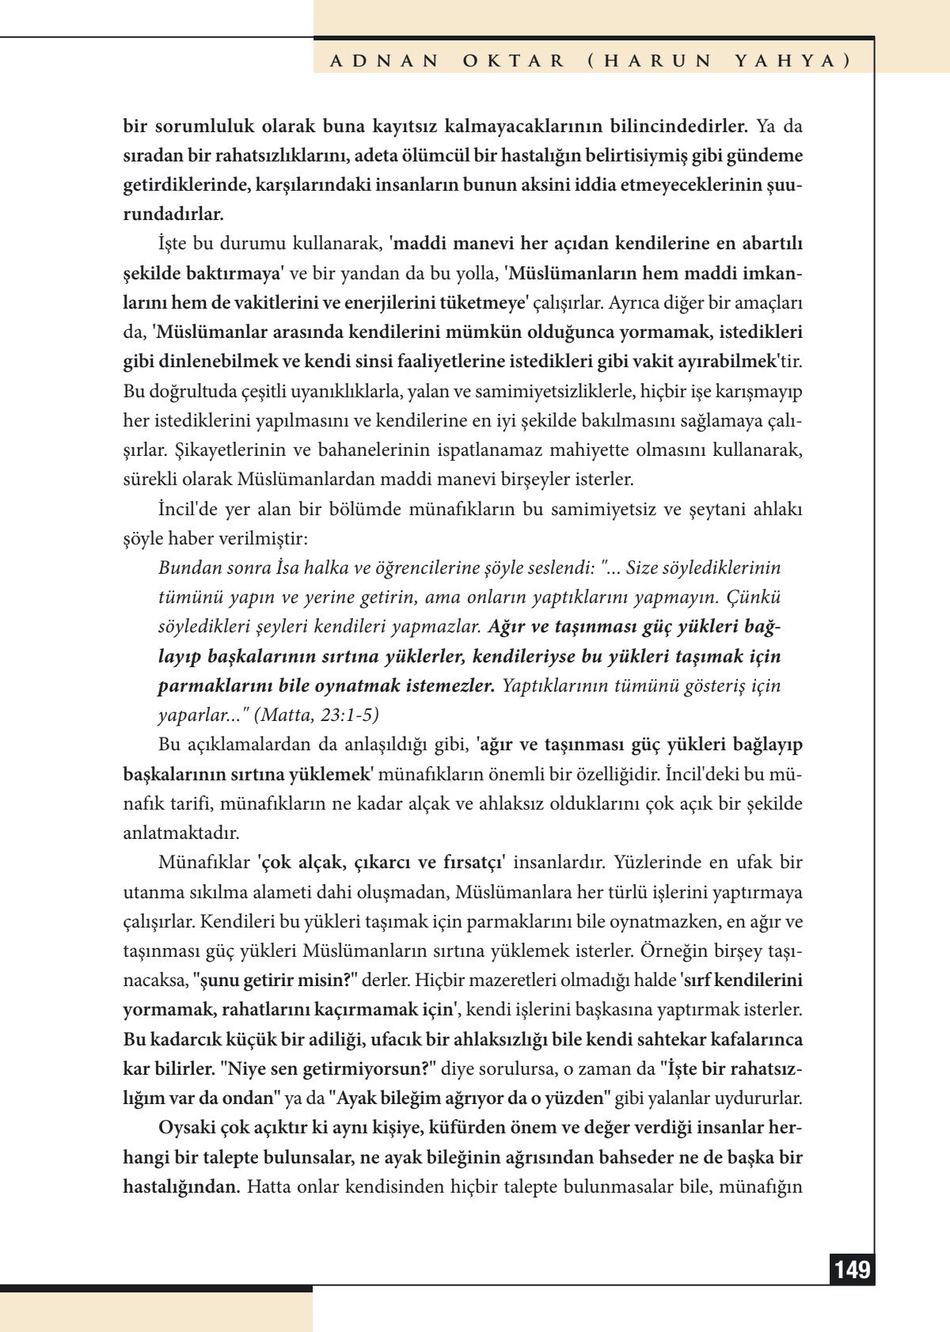 ADNAN OKTAR (HARUN YAHYA)
bir sorumluluk olarak buna kayıtsız kalmayacaklarının bilincindedirler. Ya da
sıradan bir rahatsızlıklarını, adeta ölümcül bir hastalığın belirtisiymiş gibi gündeme
getirdiklerinde, karşılarındaki insanların bunun aksini iddia etmeyeceklerinin şuu-
rundadırlar.
İşte bu durumu kullanarak, 'maddi manevi her açıdan kendilerine en abartılı
şekilde baktırmaya' ve bir yandan da bu yolla, 'Müslümanların hem maddi imkan-
larını hem de vakitlerini ve enerjilerini tüketmeye' çalışırlar. Ayrıca diğer bir amaçları
da, 'Müslümanlar arasında kendilerini mümkün olduğunca yormamak, istedikleri
gibi dinlenebilmek ve kendi sinsi faaliyetlerine istedikleri gibi vakit ayırabilmek'tir.
Bu doğrultuda çeşitli uyanıklıklarla, yalan ve samimiyetsizliklerle, hiçbir işe karışmayıp
her istediklerini yapılmasını ve kendilerine en iyi şekilde bakılmasını sağlamaya çalı-
şırlar. Şikayetlerinin ve bahanelerinin ispatlanamaz mahiyette olmasını kullanarak,
sürekli olarak Müslümanlardan maddi manevi birşeyler isterler.
İncil'de yer alan bir bölümde münafıkların bu samimiyetsiz ve şeytani ahlakı
şöyle haber verilmiştir:
Bundan sonra İsa halka ve öğrencilerine şöyle seslendi: "... Size söylediklerinin
tümünü yapın ve yerine getirin, ama onların yaptıklarını yapmayın. Çünkü
söyledikleri şeyleri kendileri yapmazlar. Ağır ve taşınması güç yükleri bağ-
layıp başkalarının sırtına yüklerler, kendileriyse bu yükleri taşımak için
parmaklarını bile oynatmak istemezler. Yaptıklarının tümünü gösteriş için
yaparlar..." (Matta, 23:1-5)
Bu açıklamalardan da anlaşıldığı gibi, 'ağır ve taşınması güç yükleri bağlayıp
başkalarının sırtına yüklemek' münafıkların önemli bir özelliğidir. İncil'deki bu mü-
nafık tarifi, münafıkların ne kadar alçak ve ahlaksız olduklarını çok açık bir şekilde
anlatmaktadır.
Münafıklar 'çok alçak, çıkarcı ve fırsatçı' insanlardır. Yüzlerinde en ufak bir
utanma sıkılma alameti dahi oluşmadan, Müslümanlara her türlü işlerini yaptırmaya
çalışırlar. Kendileri bu yükleri taşımak için parmaklarını bile oynatmazken, en ağır ve
taşınması güç yükleri Müslümanların sırtına yüklemek isterler. Örneğin birşey taşı-
nacaksa, "şunu getirir misin?" derler. Hiçbir mazeretleri olmadığı halde 'sırf kendilerini
yormamak, rahatlarını kaçırmamak için', kendi işlerini başkasına yaptırmak isterler.
Bu kadarcık küçük bir adiliği, ufacık bir ahlaksızlığı bile kendi sahtekar kafalarınca
kar bilirler. "Niye sen getirmiyorsun?" diye sorulursa, o zaman da "İşte bir rahatsız-
lığım var da ondan" ya da "Ayak bileğim ağrıyor da o yüzden" gibi yalanlar uydururlar.
Oysaki çok açıktır ki aynı kişiye, küfürden önem ve değer verdiği insanlar her-
hangi bir talepte bulunsalar, ne ayak bileğinin ağrısından bahseder ne de başka bir
hastalığından. Hatta onlar kendisinden hiçbir talepte bulunmasalar bile, münafığın
149